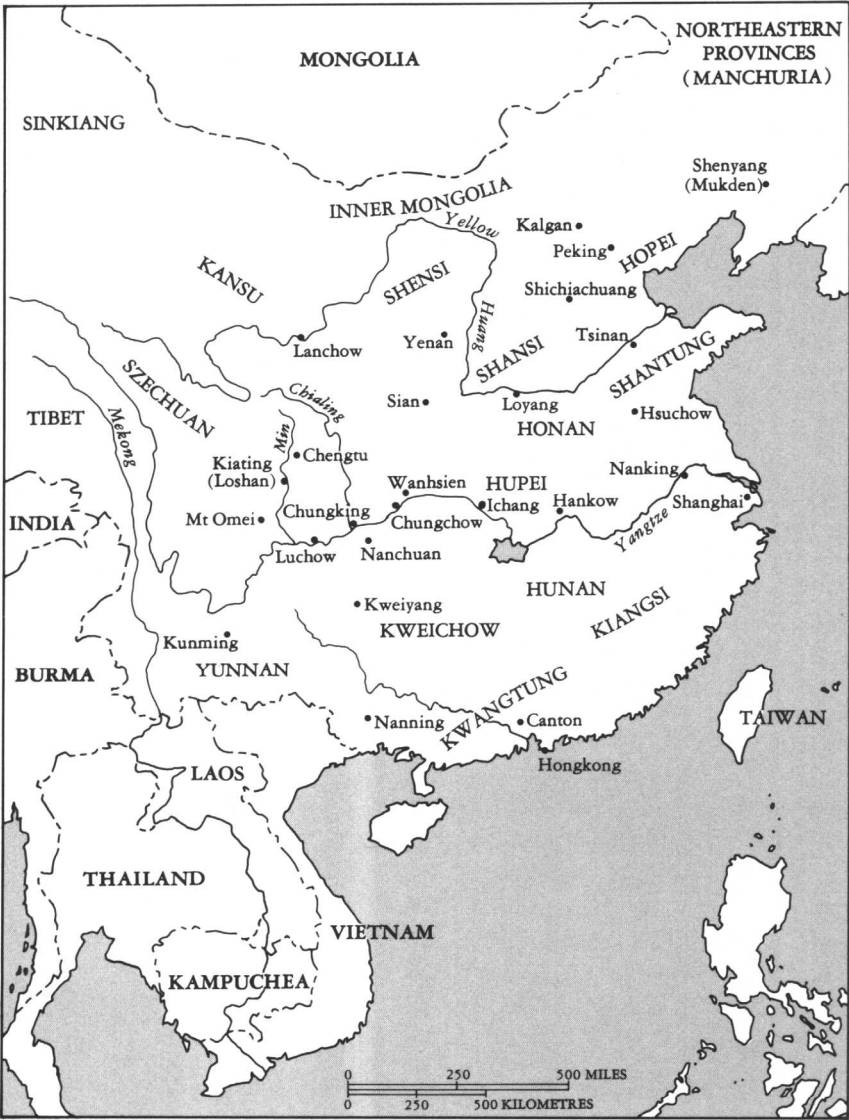 NORTHEASTERN
PROVINCES
(MANCHURIA)
MONGOLIA
SINKIANG
Shenyang
(Mukden)
INNER MONGOLIA
Yellow
Kalgan
Peking
HOPEI
KANSU
SHENSI
Shichiachuang
Huang
Lanchow
Yenan
SHANSI
Tsinan
SHANTUNG
SZECHUAN
Chialing
Sian
Loyang
Hsuchow
TIBET
Mekong
HONAN
Min
Chengtu
Kiating
(Loshan)
Wanhsien
HUPEI
Nanking
INDIA
Mt Omei
Chungking
Chungchow
Ichang
Hankow
Shanghai
Yangtze
Luchow
Nanchuan
HUNAN
KIANGSI
Kweiyang
KWEICHOW
Kunming
YUNNAN
BURMA
KWANGTUNG
Nanning
Canton
TAIWAN
Hongkong
LAOS
THAILAND
VIETNAM
KAMPUCHEA
0 250 500 MILES
0 250 500 KILOMETRES